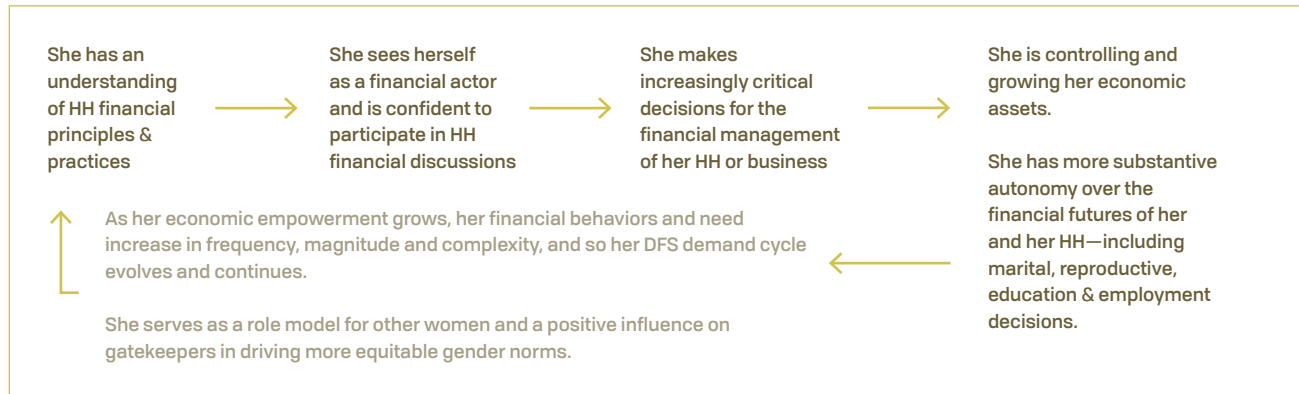 She has an
understanding
of HH financial
principles &
practices
She sees herself
as a financial actor
and is confident to
participate in HH
financial discussions
She makes
increasingly critical
decisions for the
financial management
of her HH or business
She is controlling and
growing her economic
assets.
She has more substantive
autonomy over the
financial futures of her
and her HH—including
marital, reproductive,
education & employment
decisions.
As her economic empowerment grows, her financial behaviors and need
increase in frequency, magnitude and complexity, and so her DFS demand cycle
evolves and continues.
She serves as a role model for other women and a positive influence on
gatekeepers in driving more equitable gender norms.